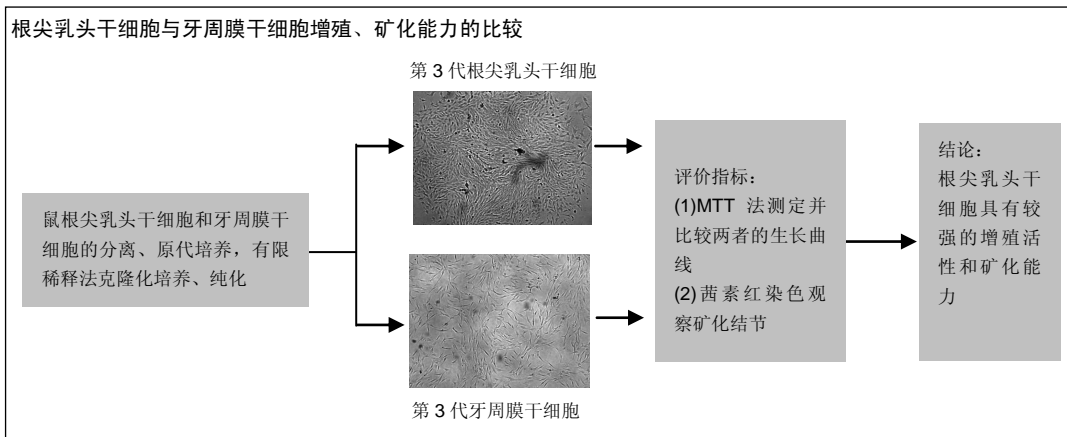 根尖乳头干细胞与牙周膜干细胞增殖、矿化能力的比较
第 3 代根尖乳头干细胞
鼠根尖乳头干细胞和牙周膜干
细胞的分离、原代培养，有限
稀释法克隆化培养、纯化
第 3 代牙周膜干细胞
评价指标：
(1)MTT 法测定并
比较两者的生长曲
线
(2)茜素红染色观
察矿化结节
结论：
根尖乳头干
细胞具有较
强的增殖活
性和矿化能
力